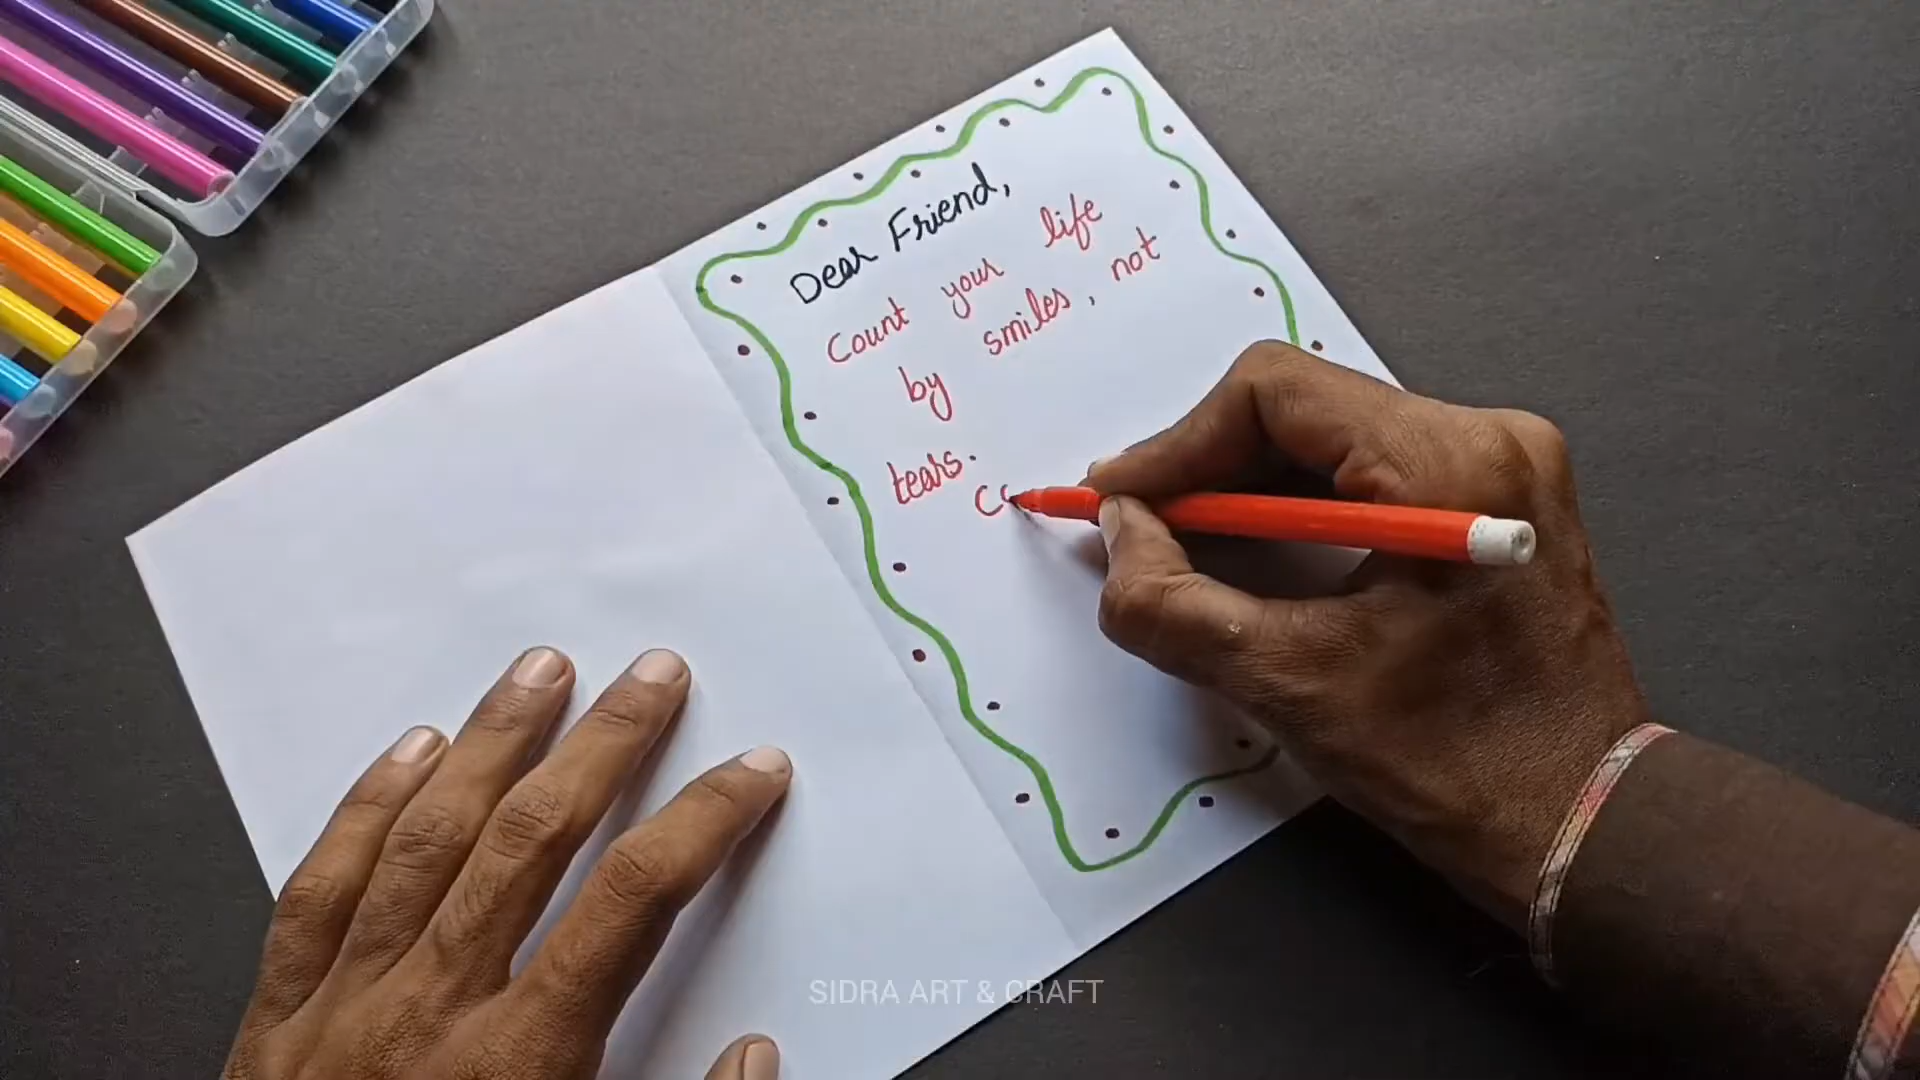 Dear Friend,
Count your life
by smiles, not
tears.
SIDRA ART & CRAFT